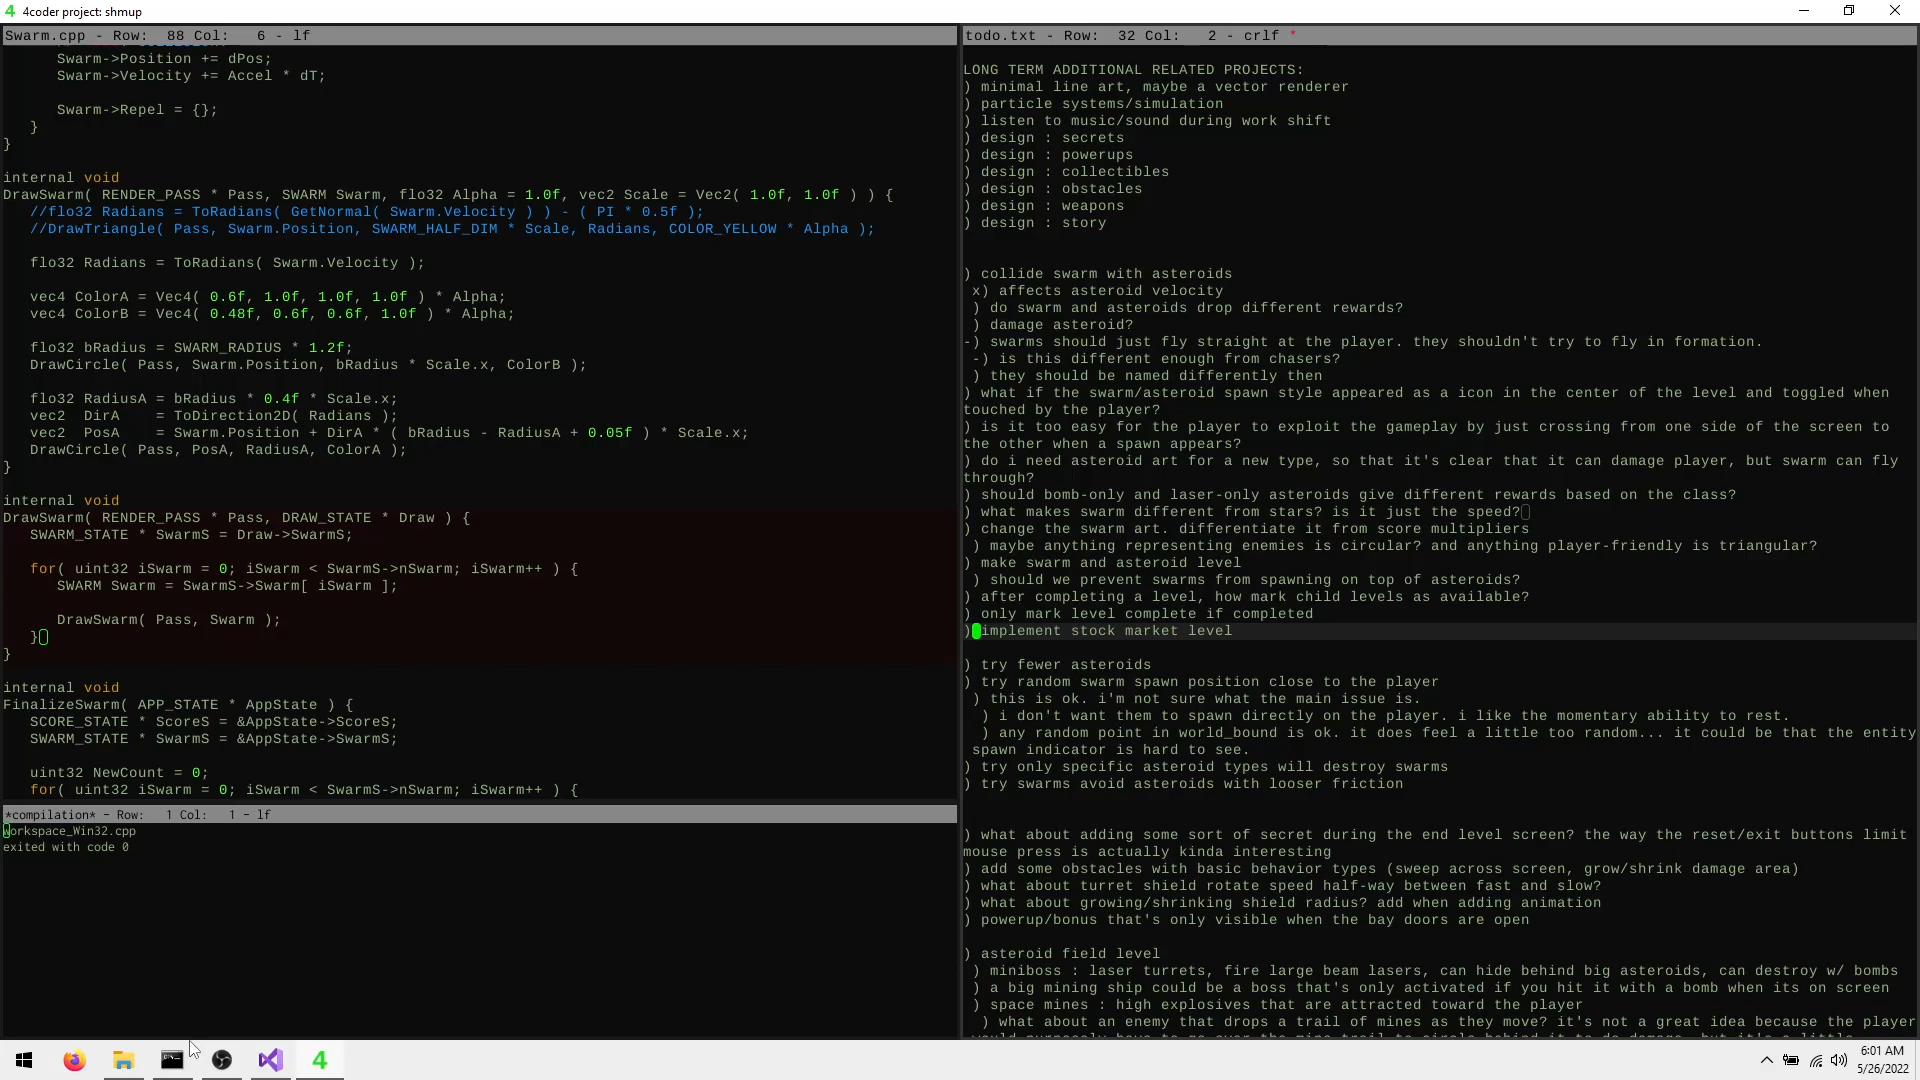 4 4coder project: shmup
Swarm.cpp - Row:  88 Col:   6 - lf
Swarm->Position += dPos;
Swarm->Velocity += Accel * dT;
Swarm->Repel = {};
}
}
internal void
DrawSwarm( RENDER_PASS * Pass, SWARM Swarm, flo32 Alpha = 1.0f, vec2 Scale = Vec2( 1.0f, 1.0f ) ) {
//flo32 Radians = ToRadians( GetNormal( Swarm.Velocity ) ) - ( PI * 0.5f );
//DrawTriangle( Pass, Swarm.Position, SWARM_HALF_DIM * Scale, Radians, COLOR_YELLOW * Alpha );
flo32 Radians = ToRadians( Swarm.Velocity );
vec4 ColorA = Vec4( 0.6f, 1.0f, 1.0f, 1.0f ) * Alpha;
vec4 ColorB = Vec4( 0.48f, 0.6f, 0.6f, 1.0f ) * Alpha;
flo32 bRadius = SWARM_RADIUS * 1.2f;
DrawCircle( Pass, Swarm.Position, bRadius * Scale.x, ColorB );
flo32 RadiusA = bRadius * 0.4f * Scale.x;
vec2  DirA    = ToDirection2D( Radians );
vec2  PosA    = Swarm.Position + DirA * ( bRadius - RadiusA + 0.05f ) * Scale.x;
DrawCircle( Pass, PosA, RadiusA, ColorA );
}
internal void
DrawSwarm( RENDER_PASS * Pass, DRAW_STATE * Draw ) {
SWARM_STATE * SwarmS = Draw->SwarmS;
for( uint32 iSwarm = 0; iSwarm < SwarmS->nSwarm; iSwarm++ ) {
SWARM Swarm = SwarmS->Swarm[ iSwarm ];
DrawSwarm( Pass, Swarm );
}
}
internal void
FinalizeSwarm( APP_STATE * AppState ) {
SCORE_STATE * ScoreS = &AppState->ScoreS;
SWARM_STATE * SwarmS = &AppState->SwarmS;
uint32 NewCount = 0;
for( uint32 iSwarm = 0; iSwarm < SwarmS->nSwarm; iSwarm++ ) {
*compilation* - Row:   1 Col:   1 - lf
workspace_Win32.cpp
exited with code 0
todo.txt - Row:  32 Col:   2 - crlf *
LONG TERM ADDITIONAL RELATED PROJECTS:
) minimal line art, maybe a vector renderer
) particle systems/simulation
) listen to music/sound during work shift
) design : secrets
) design : powerups
) design : collectibles
) design : obstacles
) design : weapons
) design : story
) collide swarm with asteroids
x) affects asteroid velocity
) do swarm and asteroids drop different rewards?
) damage asteroid?
-) swarms should just fly straight at the player. they shouldn't try to fly in formation.
-) is this different enough from chasers?
) they should be named differently then
) what if the swarm/asteroid spawn style appeared as a icon in the center of the level and toggled when
touched by the player?
) is it too easy for the player to exploit the gameplay by just crossing from one side of the screen to
the other when a spawn appears?
) do i need asteroid art for a new type, so that it's clear that it can damage player, but swarm can fly
through?
) should bomb-only and laser-only asteroids give different rewards based on the class?
) what makes swarm different from stars? is it just the speed?
) change the swarm art. differentiate it from score multipliers
) maybe anything representing enemies is circular? and anything player-friendly is triangular?
) make swarm and asteroid level
) should we prevent swarms from spawning on top of asteroids?
) after completing a level, how mark child levels as available?
) only mark level complete if completed
) implement stock market level
) try fewer asteroids
) try random swarm spawn position close to the player
) this is ok. i'm not sure what the main issue is.
) i don't want them to spawn directly on the player. i like the momentary ability to rest.
) any random point in world_bound is ok. it does feel a little too random... it could be that the entity
spawn indicator is hard to see.
) try only specific asteroid types will destroy swarms
) try swarms avoid asteroids with looser friction
) what about adding some sort of secret during the end level screen? the way the reset/exit buttons limit
mouse press is actually kinda interesting
) add some obstacles with basic behavior types (sweep across screen, grow/shrink damage area)
) what about turret shield rotate speed half-way between fast and slow?
) what about growing/shrinking shield radius? add when adding animation
) powerup/bonus that's only visible when the bay doors are open
) asteroid field level
) miniboss : laser turrets, fire large beam lasers, can hide behind big asteroids, can destroy w/ bombs
) a big mining ship could be a boss that's only activated if you hit it with a bomb when its on screen
) space mines : high explosives that are attracted toward the player
) what about an enemy that drops a trail of mines as they move? it's not a great idea because the player
4
6:01 AM
5/26/2022